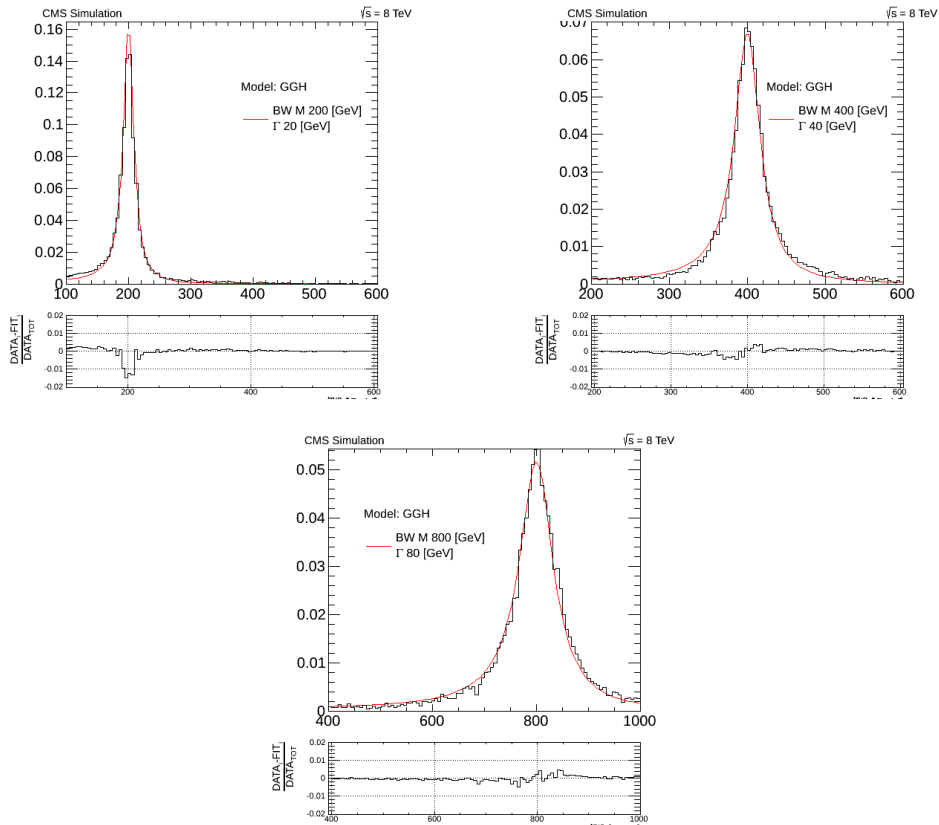 CMS Simulation √s = 8 TeV
0.16
0.14
0.12
0.1
0.08
0.06
0.04
0.02
0
Model: GGH
BW M 200 [GeV]
Γ 20 [GeV]
100 200 300 400 500 600
DATA-FIT
DATA_TOT
0.02
0.01
0
-0.01
-0.02
200 400 600
CMS Simulation √s = 8 TeV
0.07
0.06
0.05
0.04
0.03
0.02
0.01
0
Model: GGH
BW M 400 [GeV]
Γ 40 [GeV]
200 300 400 500 600
DATA-FIT
DATA_TOT
0.02
0.01
0
-0.01
-0.02
200 300 400 500 600
CMS Simulation √s = 8 TeV
0.05
0.04
0.03
0.02
0.01
0
Model: GGH
BW M 800 [GeV]
Γ 80 [GeV]
400 600 800 1000
DATA-FIT
DATA_TOT
0.02
0.01
0
-0.01
-0.02
400 600 800 1000